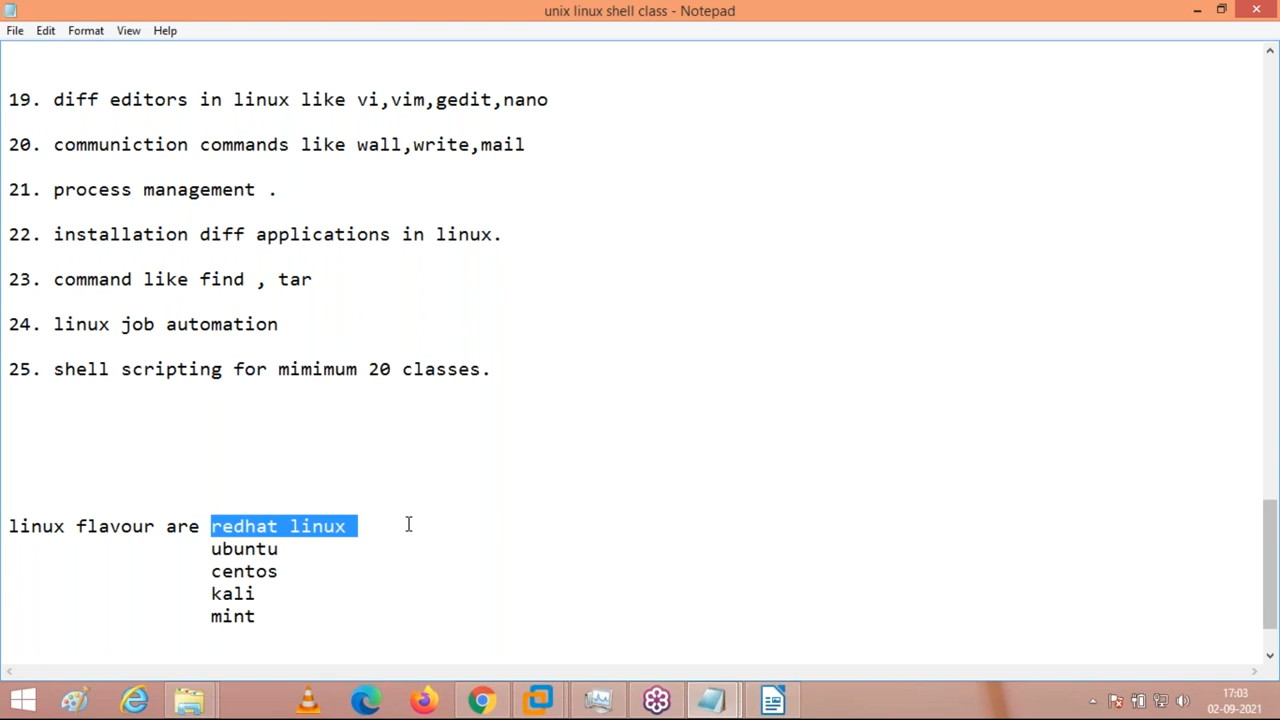 unix linux shell class - Notepad
File Edit Format View Help
19. diff editors in linux like vi,vim,gedit,nano
20. communiction commands like wall,write,mail
21. process management .
22. installation diff applications in linux.
23. command like find , tar
24. linux job automation
25. shell scripting for mimimum 20 classes.
linux flavour are redhat linux
ubuntu
centos
kali
mint
17:03
02-09-2021